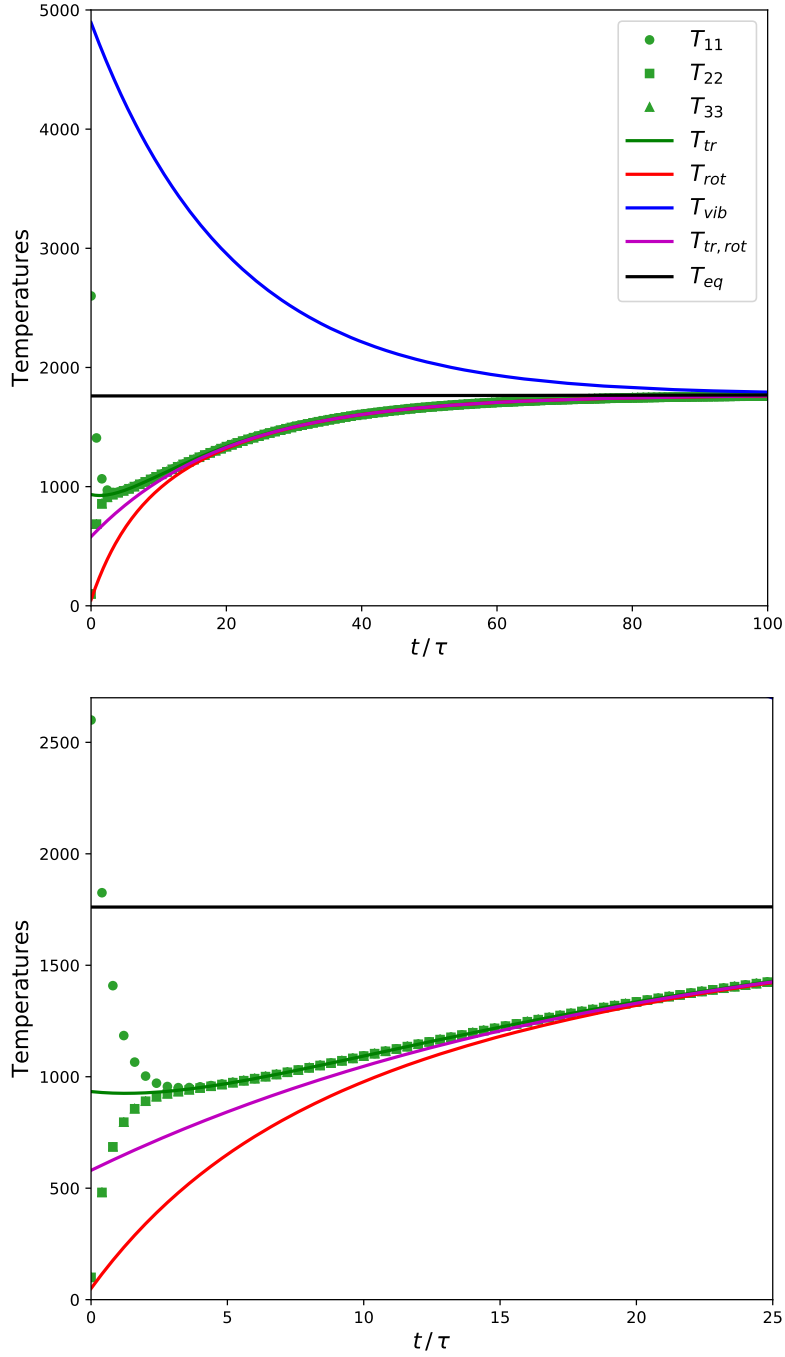 5000
4000
3000
2000
1000
0
Temperatures
T11
T22
T33
Ttr
Trot
Tvib
Ttr, rot
Teq
0 20 40 60 80 100
t / τ
2500
2000
1500
1000
500
0
Temperatures
0 5 10 15 20 25
t / τ